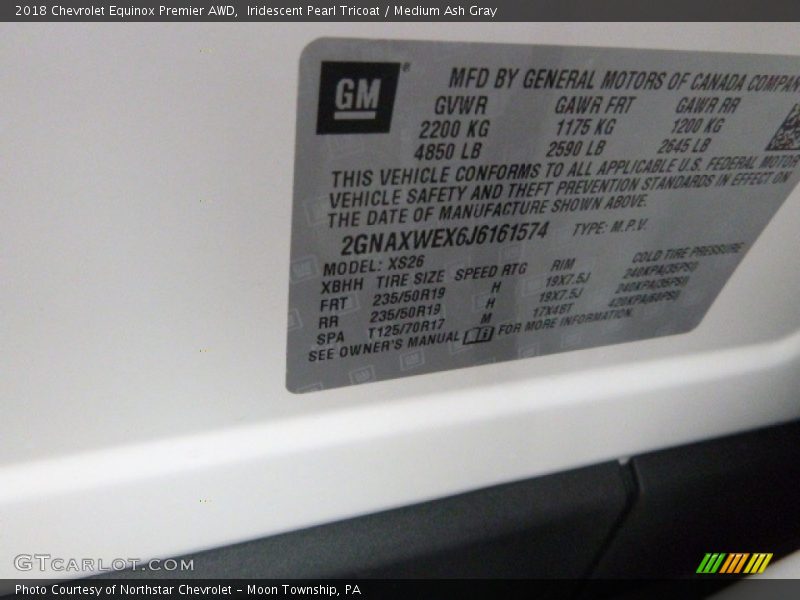 2018 Chevrolet Equinox Premier AWD,  Iridescent Pearl Tricoat / Medium Ash Gray
GM®
MFD BY GENERAL MOTORS OF CANADA COMPAN
GVWR GAWR FRT GAWR RR
2200 KG 1175 KG 1200 KG
4850 LB 2590 LB 2645 LB
THIS VEHICLE CONFORMS TO ALL APPLICABLE U.S. FEDERAL MOTOR
VEHICLE SAFETY AND THEFT PREVENTION STANDARDS IN EFFECT ON
THE DATE OF MANUFACTURE SHOWN ABOVE.
2GNAXWEX6J6161574 TYPE: M.P.V.
MODEL: XS26
XBHH TIRE SIZE SPEED RTG RIM COLD TIRE PRESSURE
FRT 235/50R19 H 19X7.5J 240KPA(35PSI)
RR 235/50R19 H 19X7.5J 240KPA(35PSI)
SPA T125/70R17 M 17X4BT 420KPA(60PSI)
SEE OWNER'S MANUAL FOR MORE INFORMATION.
GTCARLOT.COM
Photo Courtesy of Northstar Chevrolet – Moon Township, PA